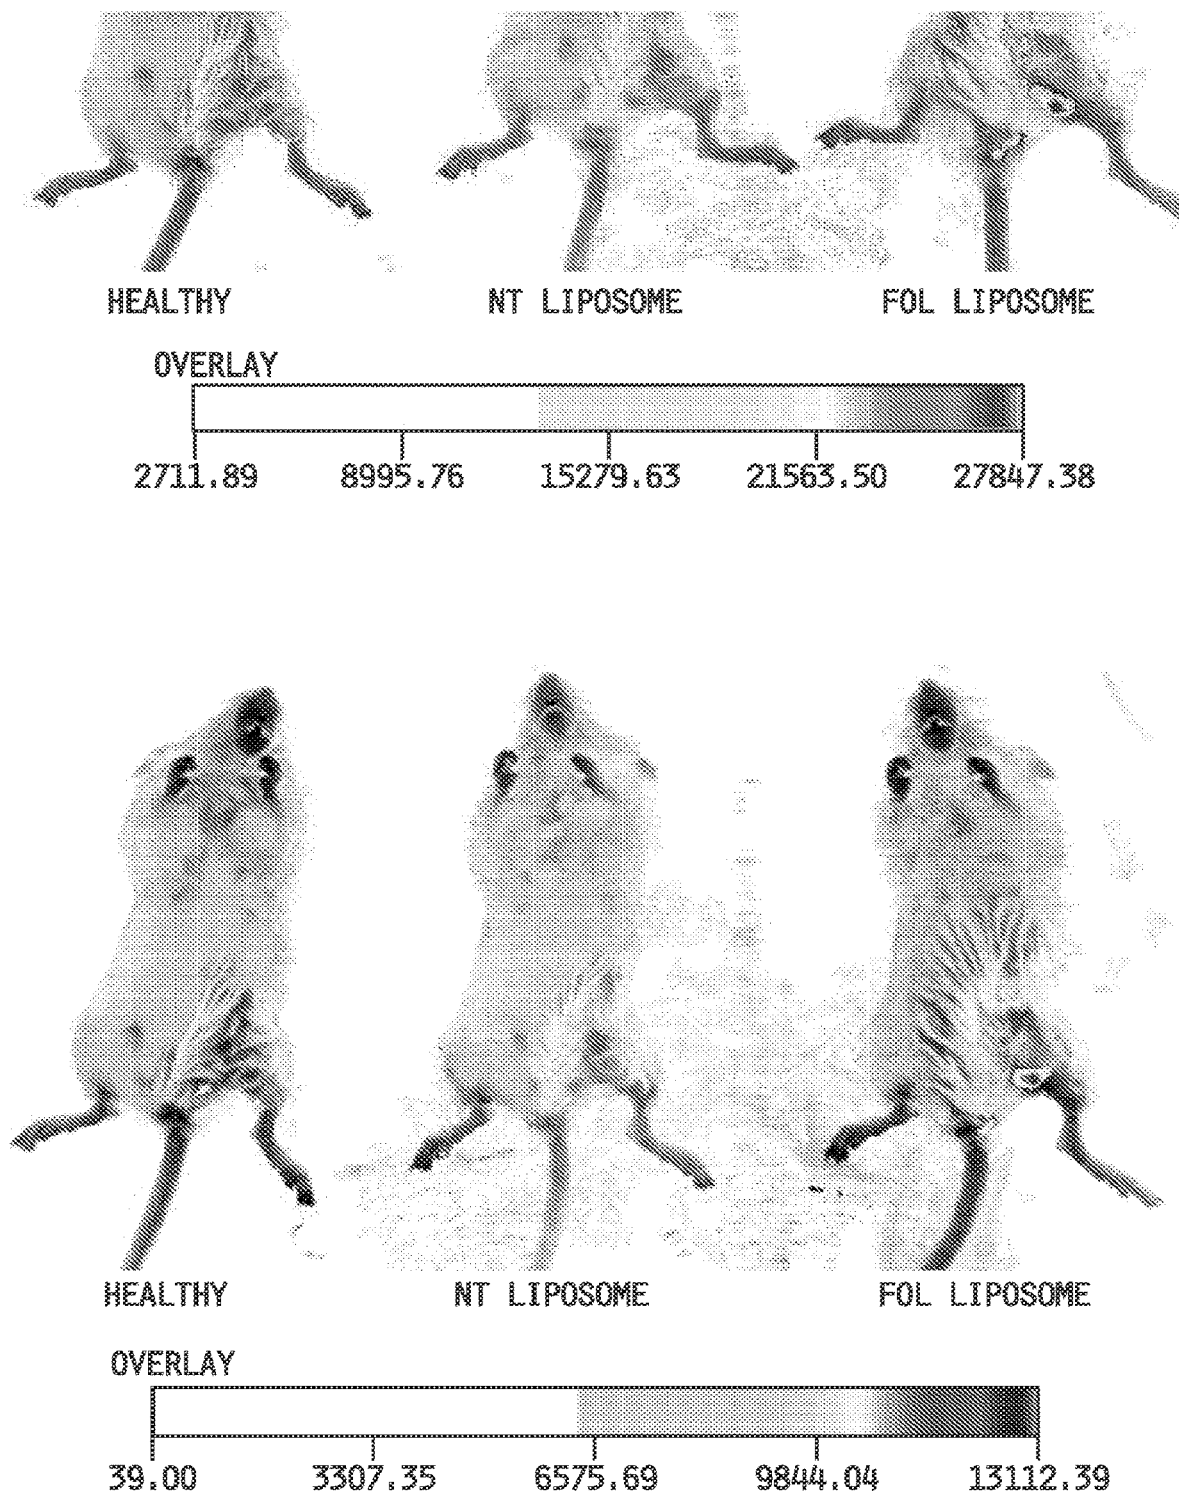 HEALTHY NT LIPOSOME FOL LIPOSOME
OVERLAY
2711.89 8995.76 15279.63 21563.50 27847.38
HEALTHY NT LIPOSOME FOL LIPOSOME
OVERLAY
39.00 3307.35 6575.69 9844.04 13112.39